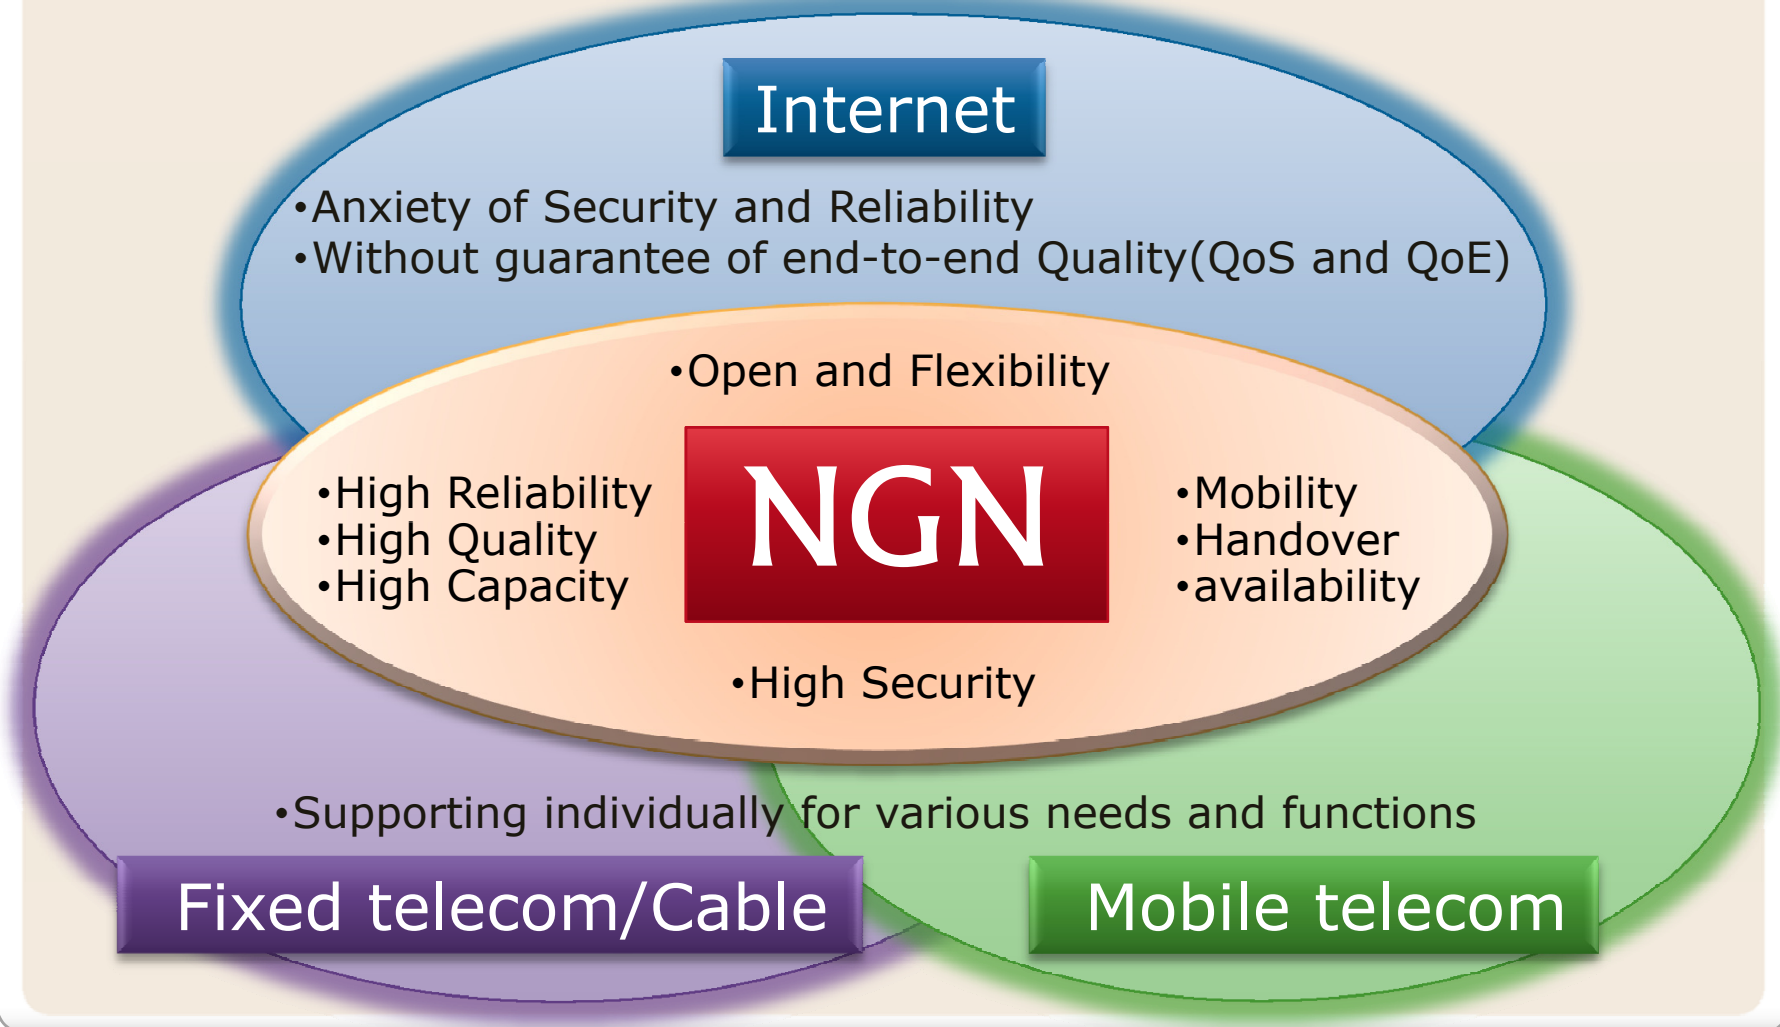 Internet
•Anxiety of Security and Reliability
•Without guarantee of end-to-end Quality(QoS and QoE)
•Open and Flexibility
NGN
•High Reliability
•High Quality
•High Capacity
•Mobility
•Handover
•availability
•High Security
•Supporting individually for various needs and functions
Fixed telecom/Cable
Mobile telecom